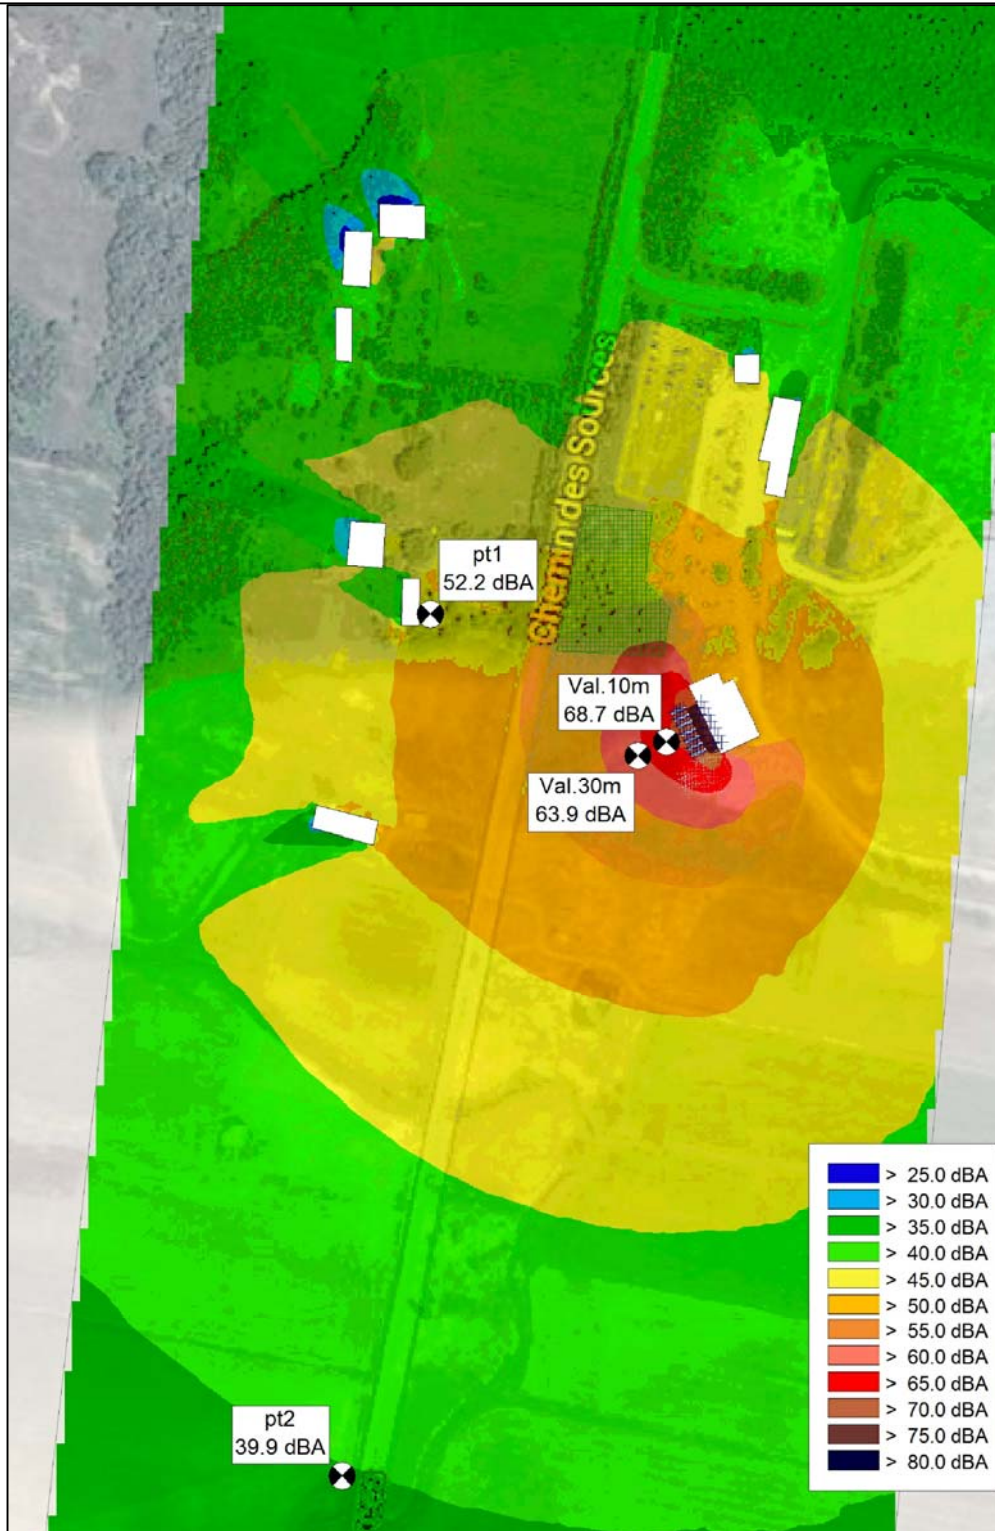 Chemin des Sources
pt1
52.2 dBA
Val.10m
68.7 dBA
Val.30m
63.9 dBA
pt2
39.9 dBA
> 25.0 dBA
> 30.0 dBA
> 35.0 dBA
> 40.0 dBA
> 45.0 dBA
> 50.0 dBA
> 55.0 dBA
> 60.0 dBA
> 65.0 dBA
> 70.0 dBA
> 75.0 dBA
> 80.0 dBA